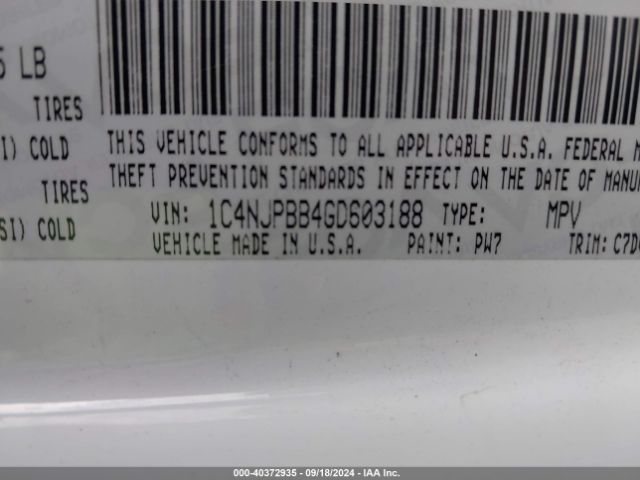 5 LB
TIRES
I) COLD
TIRES
SI) COLD
THIS VEHICLE CONFORMS TO ALL APPLICABLE U.S.A. FEDERAL M
THEFT PREVENTION STANDARDS IN EFFECT ON THE DATE OF MANU
VIN: 1C4NJPBB4GD603188 TYPE: MPV
VEHICLE MADE IN U.S.A. PAINT: PW7 TRIM: C7D
000-40372935 - 09/18/2024 - IAA Inc.